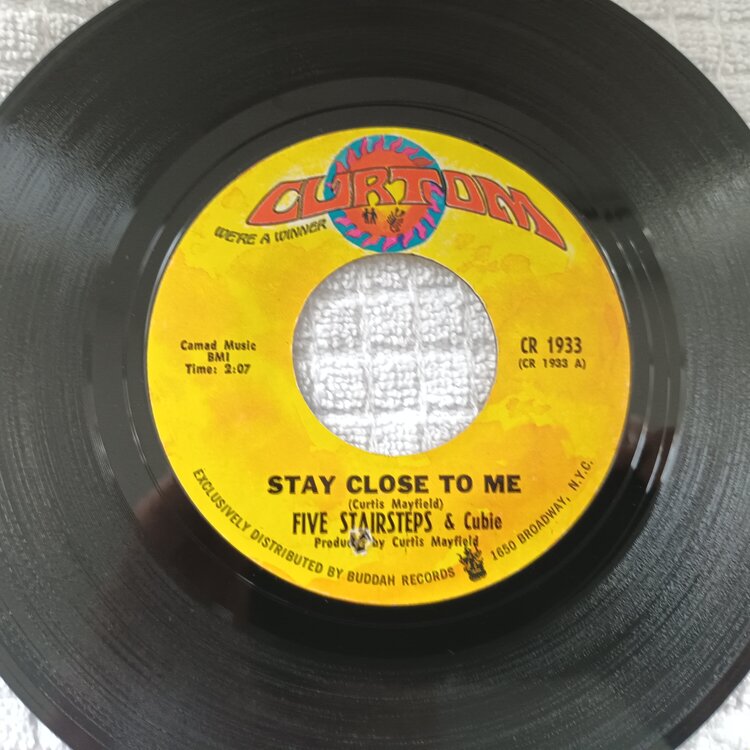 CURTOM
WE'RE A WINNER
Camad Music
BMI
Time: 2:07
CR 1933
(CR 1933 A)
STAY CLOSE TO ME
(Curtis Mayfield)
FIVE STAIRSTEPS & Cubie
Produced by Curtis Mayfield
EXCLUSIVELY DISTRIBUTED BY BUDDAH RECORDS 1650 BROADWAY, N.Y.C.